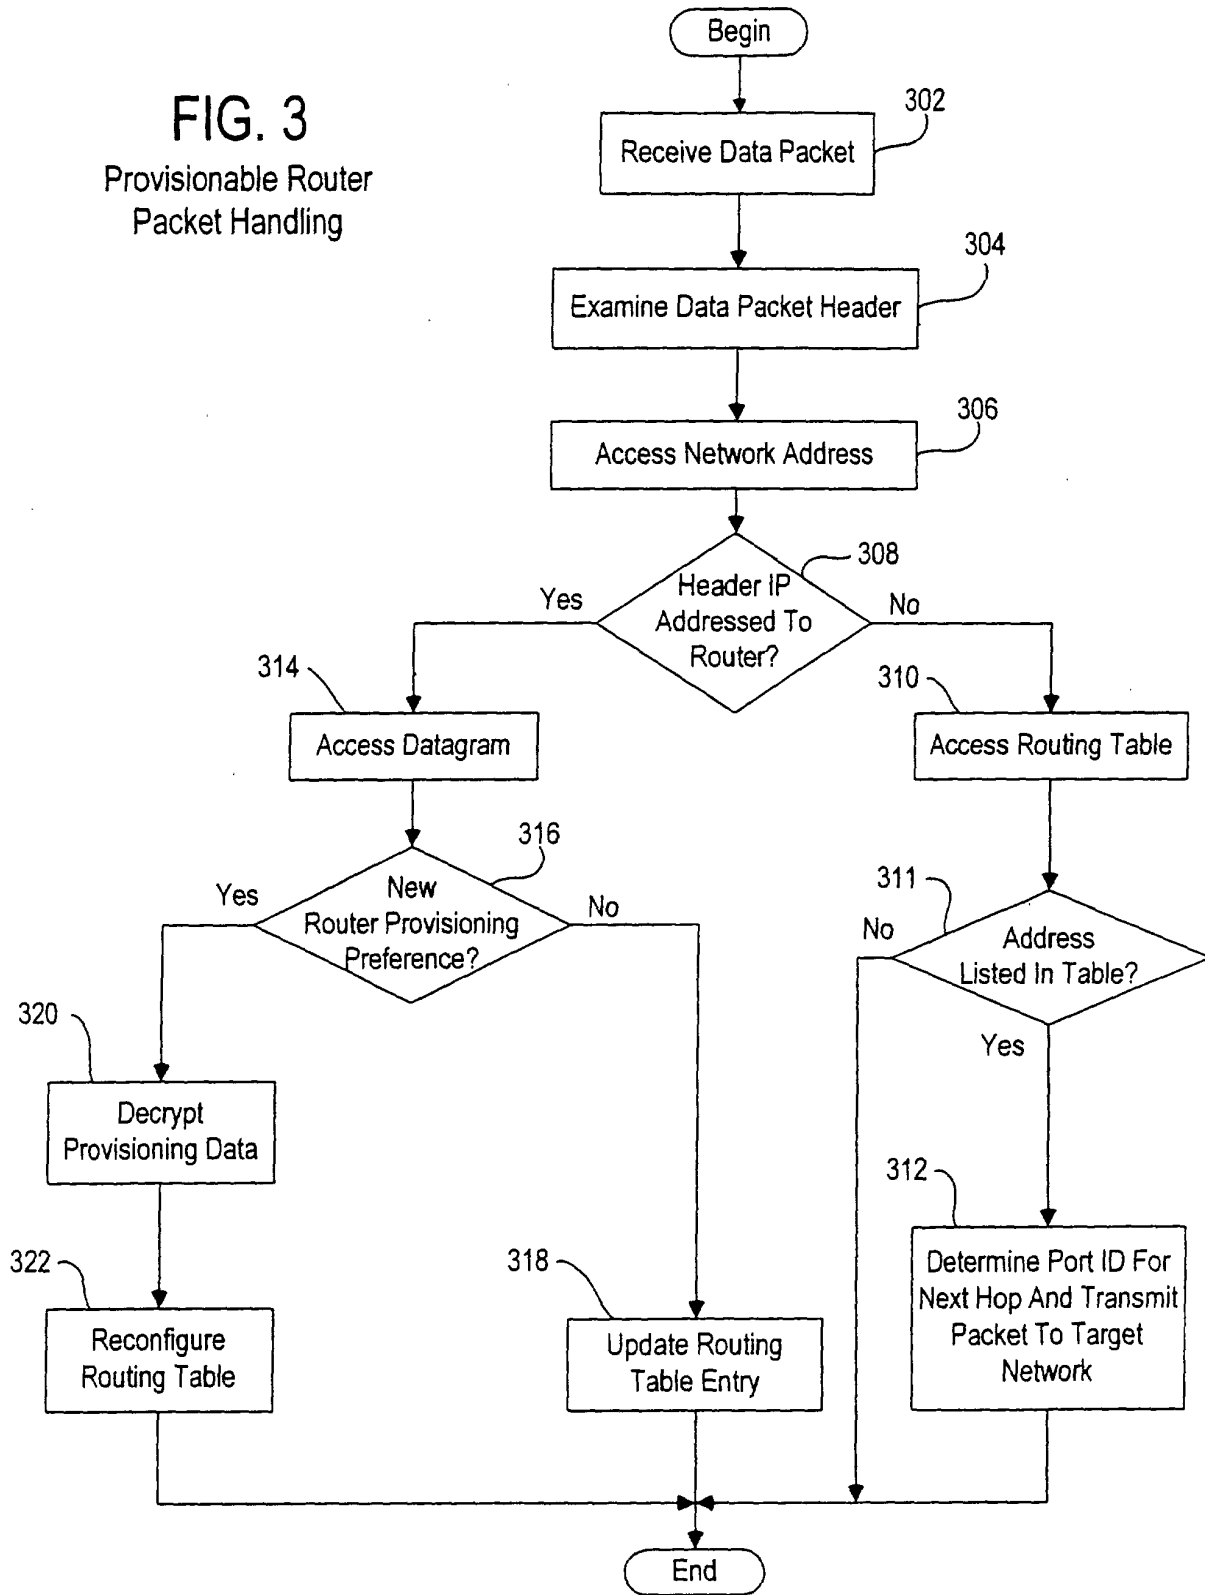 Begin
FIG. 3
Provisionable Router
Packet Handling
302
Receive Data Packet
304
Examine Data Packet Header
306
Access Network Address
308
Header IP
Addressed To
Router?
Yes
No
314
Access Datagram
310
Access Routing Table
316
New
Router Provisioning
Preference?
Yes
No
311
Address
Listed In Table?
No
Yes
320
Decrypt
Provisioning Data
322
Reconfigure
Routing Table
318
Update Routing
Table Entry
312
Determine Port ID For
Next Hop And Transmit
Packet To Target
Network
End